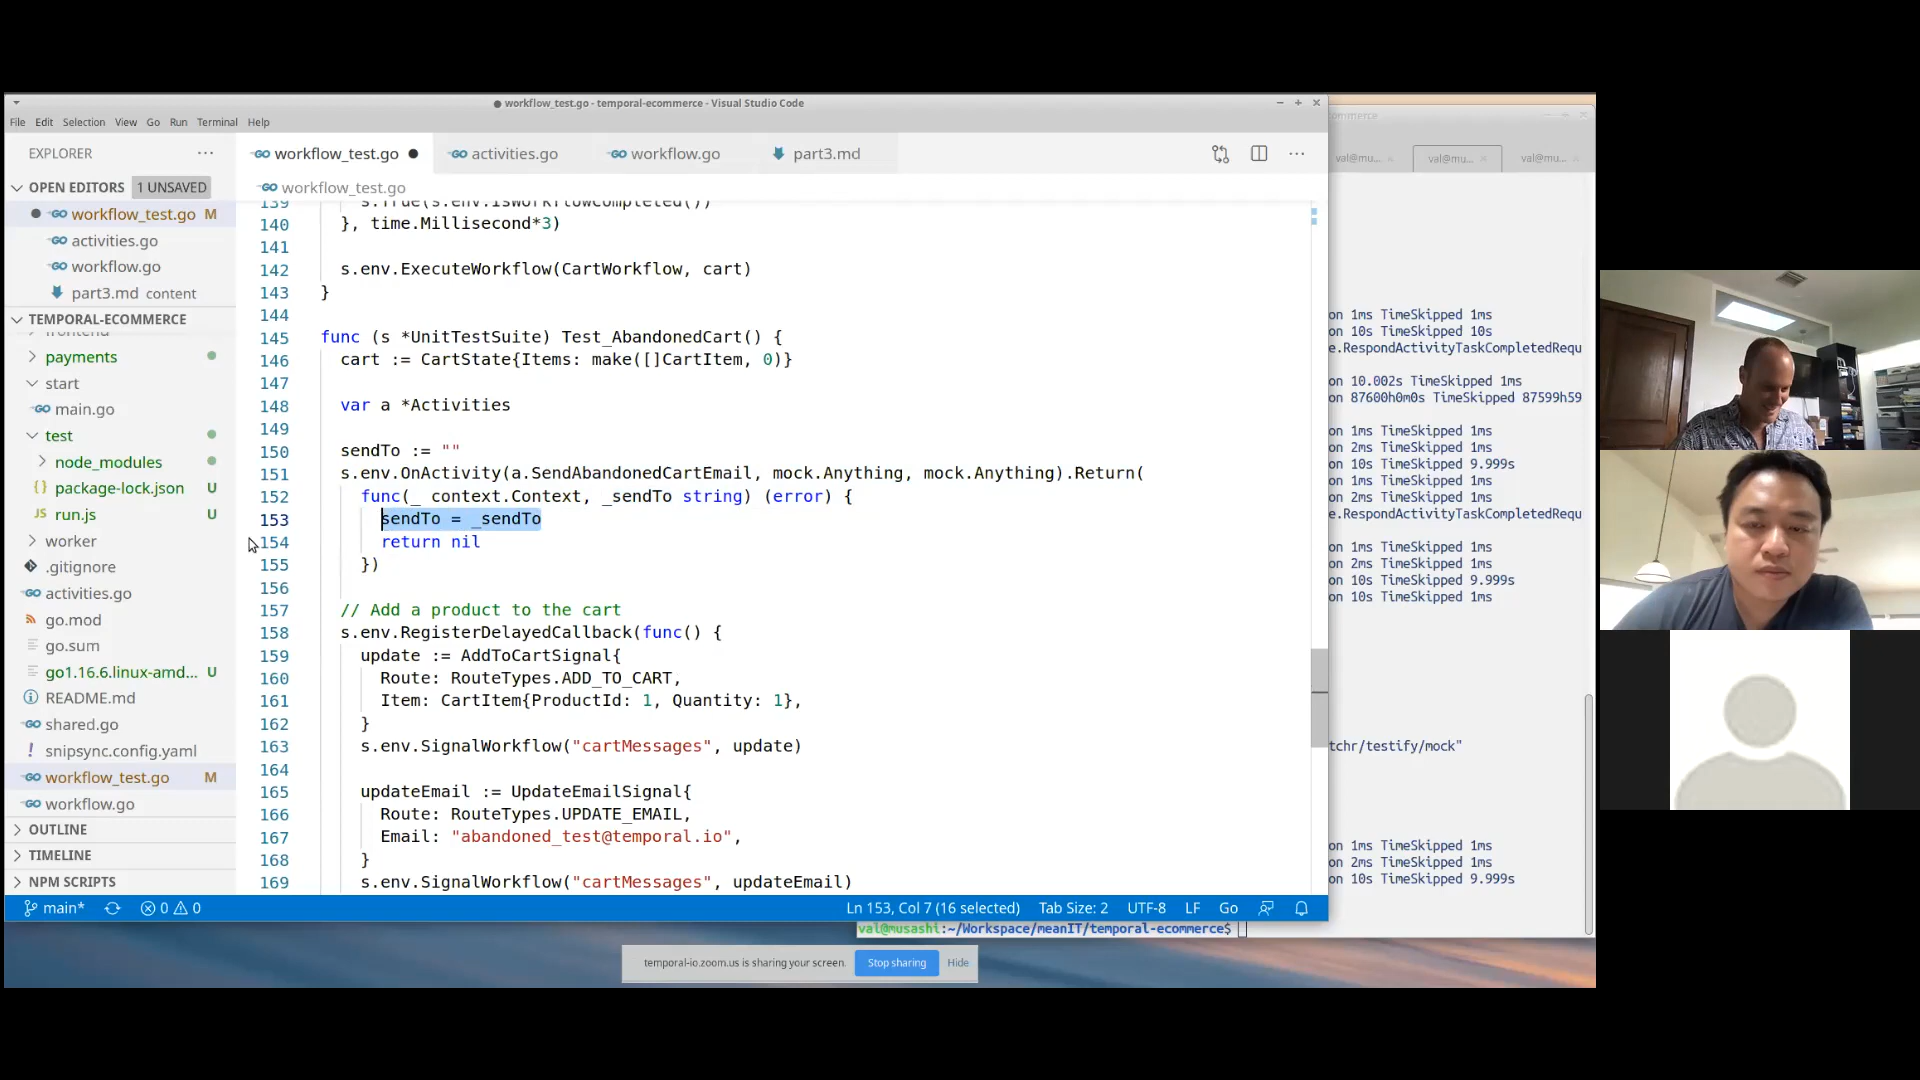 workflow_test.go - temporal-ecommerce - Visual Studio Code
File Edit Selection View Go Run Terminal Help
EXPLORER
OPEN EDITORS 1 UNSAVED
workflow_test.go M
activities.go
workflow.go
part3.md content
TEMPORAL-ECOMMERCE
frontend
payments
start
main.go
test
node_modules
package-lock.json U
run.js U
worker
.gitignore
activities.go
go.mod
go.sum
go1.16.6.linux-amd... U
README.md
shared.go
snipsync.config.yaml
workflow_test.go M
workflow.go
OUTLINE
TIMELINE
NPM SCRIPTS
workflow_test.go activities.go workflow.go part3.md
workflow_test.go
139 s.True(s.env.IsWorkflowCompleted())
140 }, time.Millisecond*3)
141
142 s.env.ExecuteWorkflow(CartWorkflow, cart)
143 }
144
145 func (s *UnitTestSuite) Test_AbandonedCart() {
146 cart := CartState{Items: make([]CartItem, 0)}
147
148 var a *Activities
149
150 sendTo := ""
151 s.env.OnActivity(a.SendAbandonedCartEmail, mock.Anything, mock.Anything).Return(
152 func(_ context.Context, _sendTo string) (error) {
153 sendTo = _sendTo
154 return nil
155 })
156
157 // Add a product to the cart
158 s.env.RegisterDelayedCallback(func() {
159 update := AddToCartSignal{
160 Route: RouteTypes.ADD_TO_CART,
161 Item: CartItem{ProductId: 1, Quantity: 1},
162 }
163 s.env.SignalWorkflow("cartMessages", update)
164
165 updateEmail := UpdateEmailSignal{
166 Route: RouteTypes.UPDATE_EMAIL,
167 Email: "abandoned_test@temporal.io",
168 }
169 s.env.SignalWorkflow("cartMessages", updateEmail)
main* 0 0 Ln 153, Col 7 (16 selected) Tab Size: 2 UTF-8 LF Go
ommerce
val@mu... val@mu... val@mu...
on 1ms TimeSkipped 1ms
on 10s TimeSkipped 10s
e.RespondActivityTaskCompletedRequ
on 10.002s TimeSkipped 1ms
on 87600h0m0s TimeSkipped 87599h59
on 1ms TimeSkipped 1ms
on 2ms TimeSkipped 1ms
on 10s TimeSkipped 9.999s
on 1ms TimeSkipped 1ms
on 2ms TimeSkipped 1ms
e.RespondActivityTaskCompletedRequ
on 1ms TimeSkipped 1ms
on 2ms TimeSkipped 1ms
on 10s TimeSkipped 9.999s
on 10s TimeSkipped 1ms
tchr/testify/mock"
on 1ms TimeSkipped 1ms
on 2ms TimeSkipped 1ms
on 10s TimeSkipped 9.999s
val@musashi:~/Workspace/meanIT/temporal-ecommerce$
temporal-io.zoom.us is sharing your screen. Stop sharing Hide